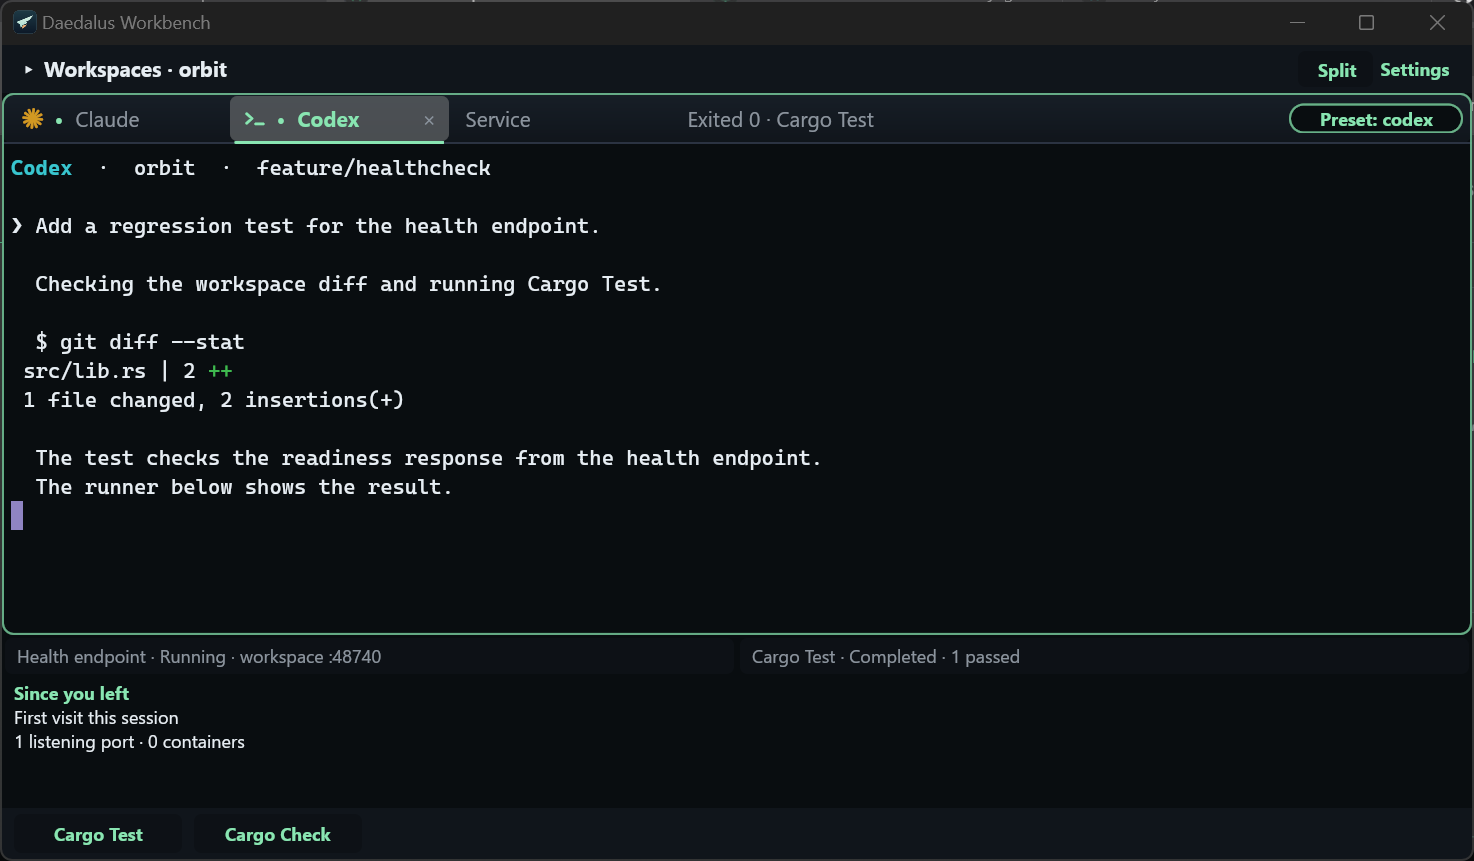 Daedalus Workbench
▸ Workspaces · orbit
Split
Settings
• Claude
>_ • Codex ×
Service
Exited 0 · Cargo Test
Preset: codex
Codex · orbit · feature/healthcheck
❯ Add a regression test for the health endpoint.
Checking the workspace diff and running Cargo Test.
$ git diff --stat
src/lib.rs | 2 ++
1 file changed, 2 insertions(+)
The test checks the readiness response from the health endpoint.
The runner below shows the result.
Health endpoint · Running · workspace :48740
Cargo Test · Completed · 1 passed
Since you left
First visit this session
1 listening port · 0 containers
Cargo Test
Cargo Check